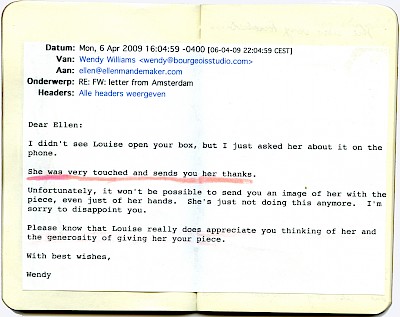 Datum: Mon, 6 Apr 2009 16:04:59 -0400 [06-04-09 22:04:59 CEST]
Van: Wendy Williams <wendy@bourgeoisstudio.com>
Aan: ellen@ellenmandemaker.com
Onderwerp: RE: FW: letter from Amsterdam
Headers: Alle headers weergeven
Dear Ellen:
I didn't see Louise open your box, but I just asked her about it on the
phone.
She was very touched and sends you her thanks.
Unfortunately, it won't be possible to send you an image of her with the
piece, even just of her hands. She's just not doing this anymore. I'm
sorry to disappoint you.
Please know that Louise really does appreciate you thinking of her and
the generosity of giving her your piece.
With best wishes,
Wendy